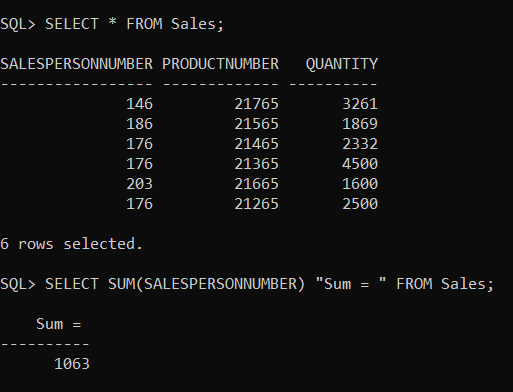 SQL> SELECT * FROM Sales;
SALESPERSONNUMBER PRODUCTNUMBER   QUANTITY
----------------- ------------- ----------
              146         21765       3261
              186         21565       1869
              176         21465       2332
              176         21365       4500
              203         21665       1600
              176         21265       2500
6 rows selected.
SQL> SELECT SUM(SALESPERSONNUMBER) "Sum = " FROM Sales;
    Sum =
----------
      1063